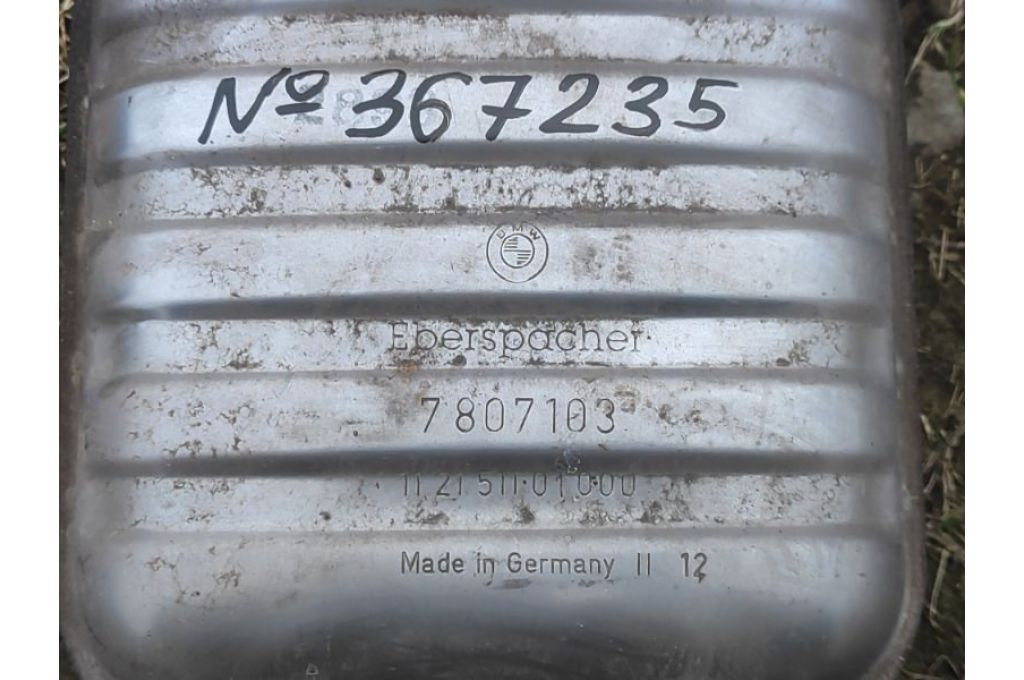 № 367235
BMW
Eberspächer
7807103
11 21 511 01 000
Made in Germany II 12